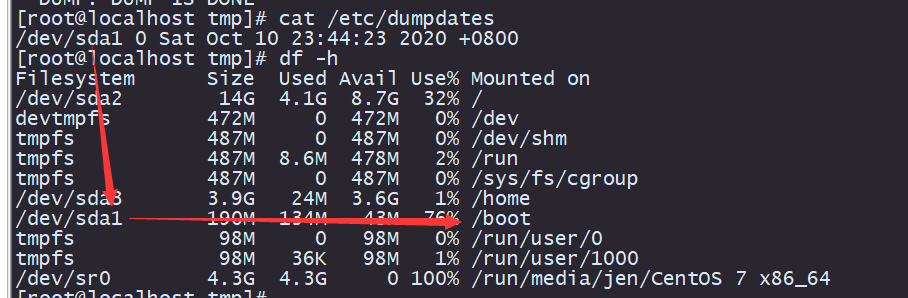 DUMP: DUMP IS DONE
[root@localhost tmp]# cat /etc/dumpdates
/dev/sda1 0 Sat Oct 10 23:44:23 2020 +0800
[root@localhost tmp]# df -h
Filesystem      Size  Used Avail Use% Mounted on
/dev/sda2        14G  4.1G  8.7G  32% /
devtmpfs        472M     0  472M   0% /dev
tmpfs           487M     0  487M   0% /dev/shm
tmpfs           487M  8.6M  478M   2% /run
tmpfs           487M     0  487M   0% /sys/fs/cgroup
/dev/sda3       3.9G   24M  3.6G   1% /home
/dev/sda1       190M  134M   43M  76% /boot
tmpfs            98M     0   98M   0% /run/user/0
tmpfs            98M   36K   98M   1% /run/user/1000
/dev/sr0        4.3G  4.3G     0 100% /run/media/jen/CentOS 7 x86_64
[root@localhost tmp]#